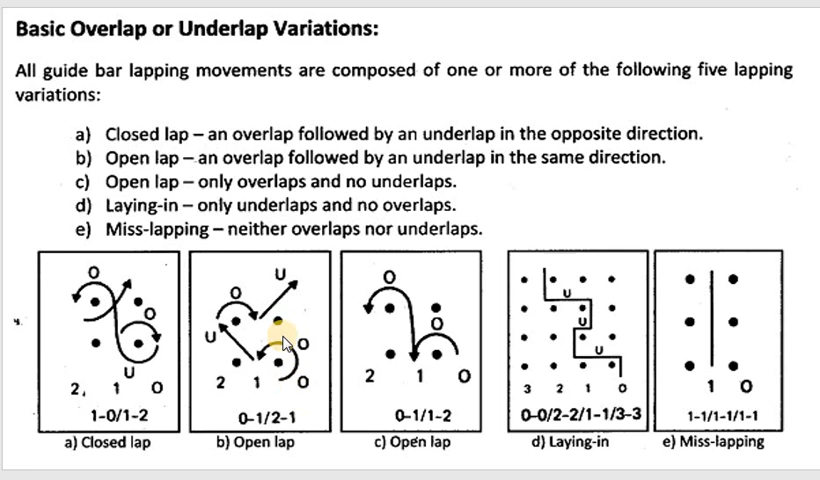 Basic Overlap or Underlap Variations:
All guide bar lapping movements are composed of one or more of the following five lapping
variations:
a) Closed lap – an overlap followed by an underlap in the opposite direction.
b) Open lap – an overlap followed by an underlap in the same direction.
c) Open lap – only overlaps and no underlaps.
d) Laying-in – only underlaps and no overlaps.
e) Miss-lapping – neither overlaps nor underlaps.
O
O
U
2, 1 O
1-0/1-2
a) Closed lap
U
O
U
O
2 1 O
0-1/2-1
b) Open lap
O
O
2 1 O
0-1/1-2
c) Open lap
U
U
U
3 2 1 0
0-0/2-2/1-1/3-3
d) Laying-in
1 O
1-1/1-1/1-1
e) Miss-lapping